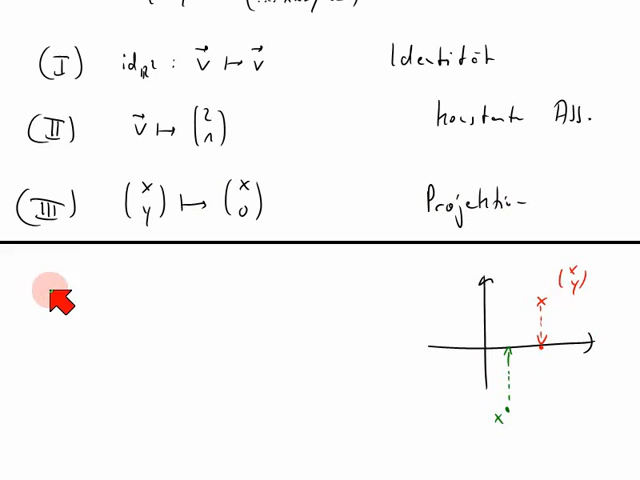 (I) id_ℝ² : v⃗ ↦ v⃗ Identität
(II) v⃗ ↦ (2 1) konstante Abb.
(III) (x y) ↦ (x 0) Projektion
(x y)
x
x